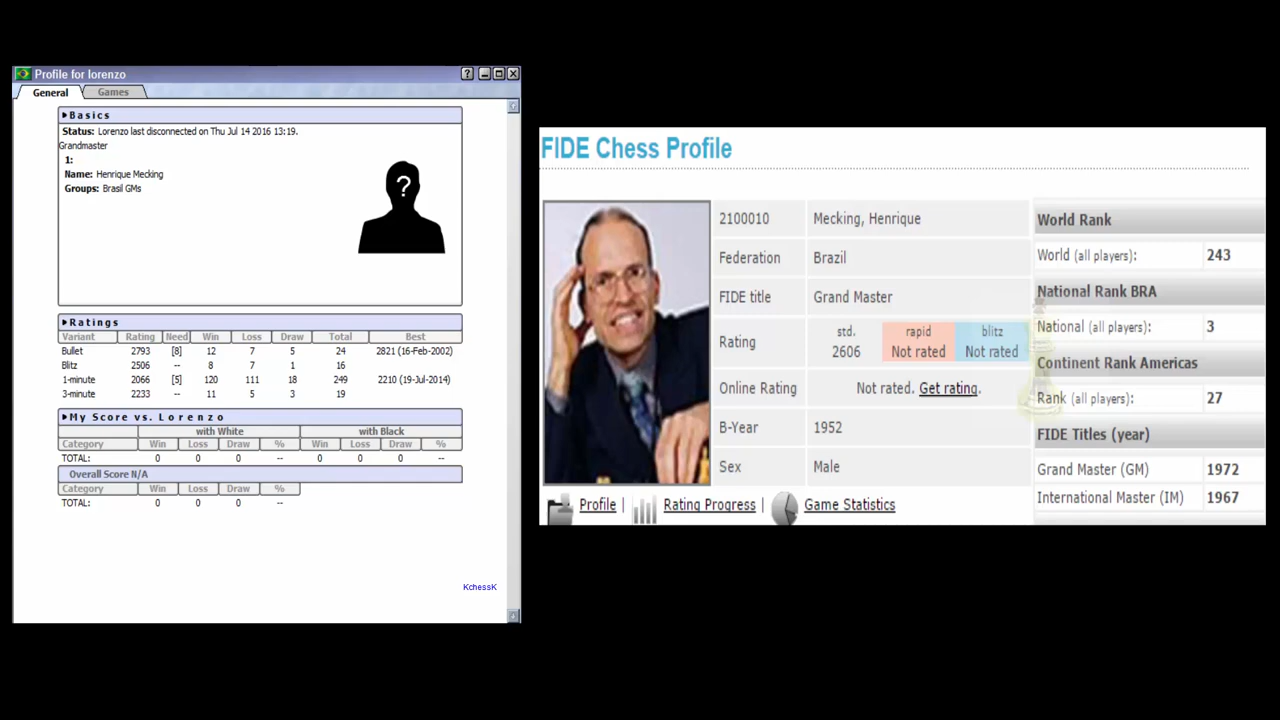 Profile for lorenzo
General Games
Basics
Status: Lorenzo last disconnected on Thu Jul 14 2016 13:19.
Grandmaster
1:
Name: Henrique Mecking
Groups: Brasil GMs
?
Ratings
Variant Rating Need Win Loss Draw Total Best
Bullet 2793 [8] 12 7 5 24 2821 (16-Feb-2002)
Blitz 2506 -- 8 7 1 16
1-minute 2066 [5] 120 111 18 249 2210 (19-Jul-2014)
3-minute 2233 -- 11 5 3 19
My Score vs. Lorenzo
with White with Black
Category Win Loss Draw % Win Loss Draw %
TOTAL: 0 0 0 -- 0 0 0 --
Overall Score N/A
Category Win Loss Draw %
TOTAL: 0 0 0 --
KchessK
FIDE Chess Profile
2100010 Mecking, Henrique
Federation Brazil
FIDE title Grand Master
Rating std. 2606 rapid Not rated blitz Not rated
Online Rating Not rated. Get rating.
B-Year 1952
Sex Male
World Rank
World (all players): 243
National Rank BRA
National (all players): 3
Continent Rank Americas
Rank (all players): 27
FIDE Titles (year)
Grand Master (GM) 1972
International Master (IM) 1967
Profile | Rating Progress | Game Statistics